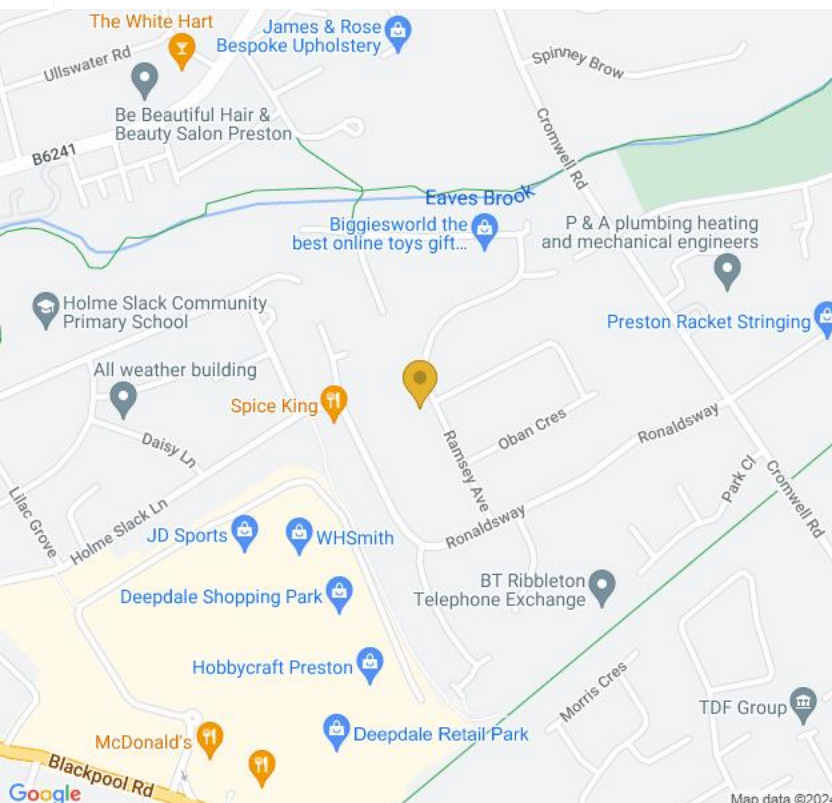 The White Hart
James & Rose
Bespoke Upholstery
Ullswater Rd
Spinney Brow
Be Beautiful Hair &
Beauty Salon Preston
B6241
Cromwell Rd
Eaves Brook
Biggiesworld the
best online toys gift...
P & A plumbing heating
and mechanical engineers
Holme Slack Community
Primary School
Preston Racket Stringing
All weather building
Spice King
Daisy Ln
Oban Cres
Ronaldsway
Ramsey Ave
Lilac Grove
Holme Slack Ln
Park Cl
Cromwell Rd
JD Sports
WHSmith
Ronaldsway
Deepdale Shopping Park
BT Ribbleton
Telephone Exchange
Hobbycraft Preston
Morris Cres
TDF Group
McDonald's
Deepdale Retail Park
Blackpool Rd
Google
Map data ©202